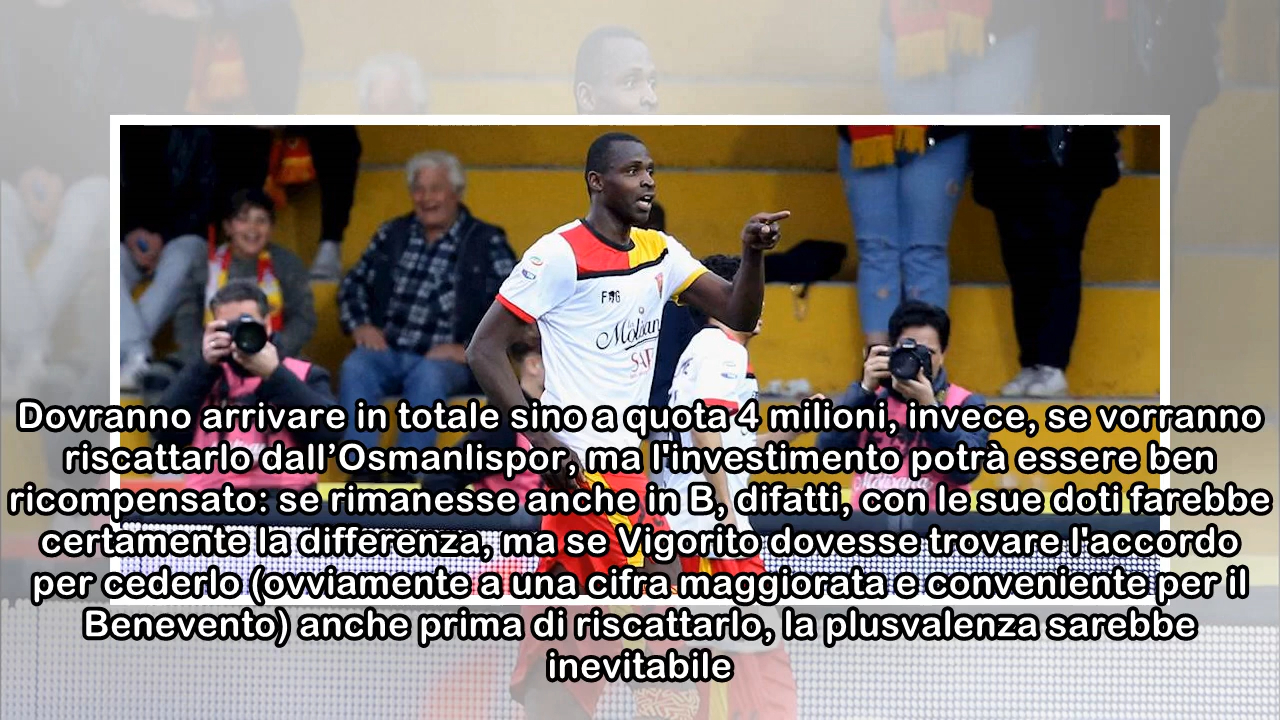 FRG
Mòlisana
SAF
Dovranno arrivare in totale sino a quota 4 milioni, invece, se vorranno
riscattarlo dall’Osmanlispor, ma l'investimento potrà essere ben
ricompensato: se rimanesse anche in B, difatti, con le sue doti farebbe
certamente la differenza, ma se Vigorito dovesse trovare l'accordo
per cederlo (ovviamente a una cifra maggiorata e conveniente per il
Benevento) anche prima di riscattarlo, la plusvalenza sarebbe
inevitabile